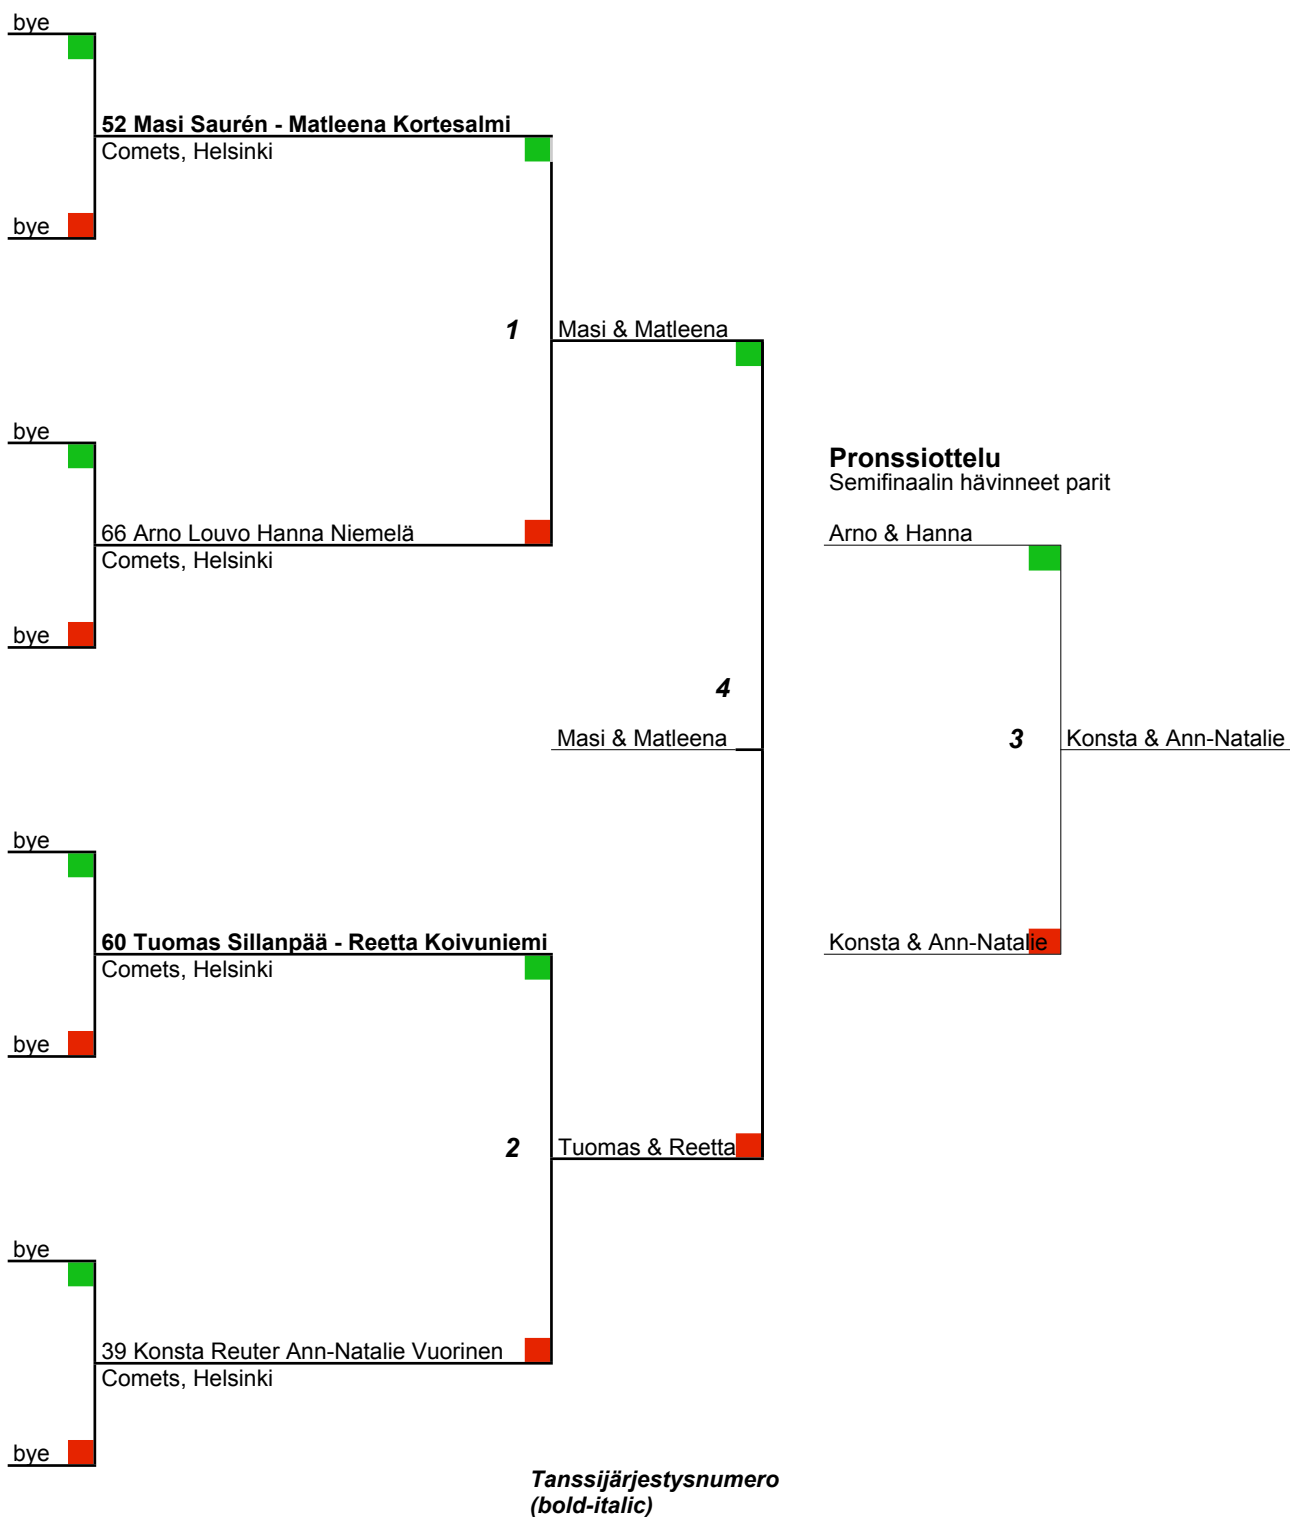 bye
52 Masi Saurén - Matleena Kortesalmi
Comets, Helsinki
bye
1
Masi & Matleena
bye
66 Arno Louvo Hanna Niemelä
Comets, Helsinki
bye
Pronssiottelu
Semifinaalin hävinneet parit
Arno & Hanna
4
Masi & Matleena
3
Konsta & Ann-Natalie
bye
60 Tuomas Sillanpää - Reetta Koivuniemi
Comets, Helsinki
Konsta & Ann-Natalie
bye
2
Tuomas & Reetta
bye
39 Konsta Reuter Ann-Natalie Vuorinen
Comets, Helsinki
bye
Tanssijärjestysnumero
(bold-italic)